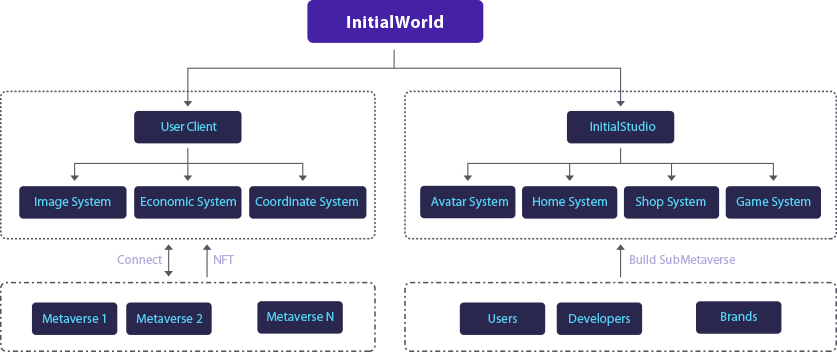 InitialWorld
User Client
InitialStudio
Image System
Economic System
Coordinate System
Avatar System
Home System
Shop System
Game System
Connect
NFT
Build SubMetaverse
Metaverse 1
Metaverse 2
Metaverse N
Users
Developers
Brands